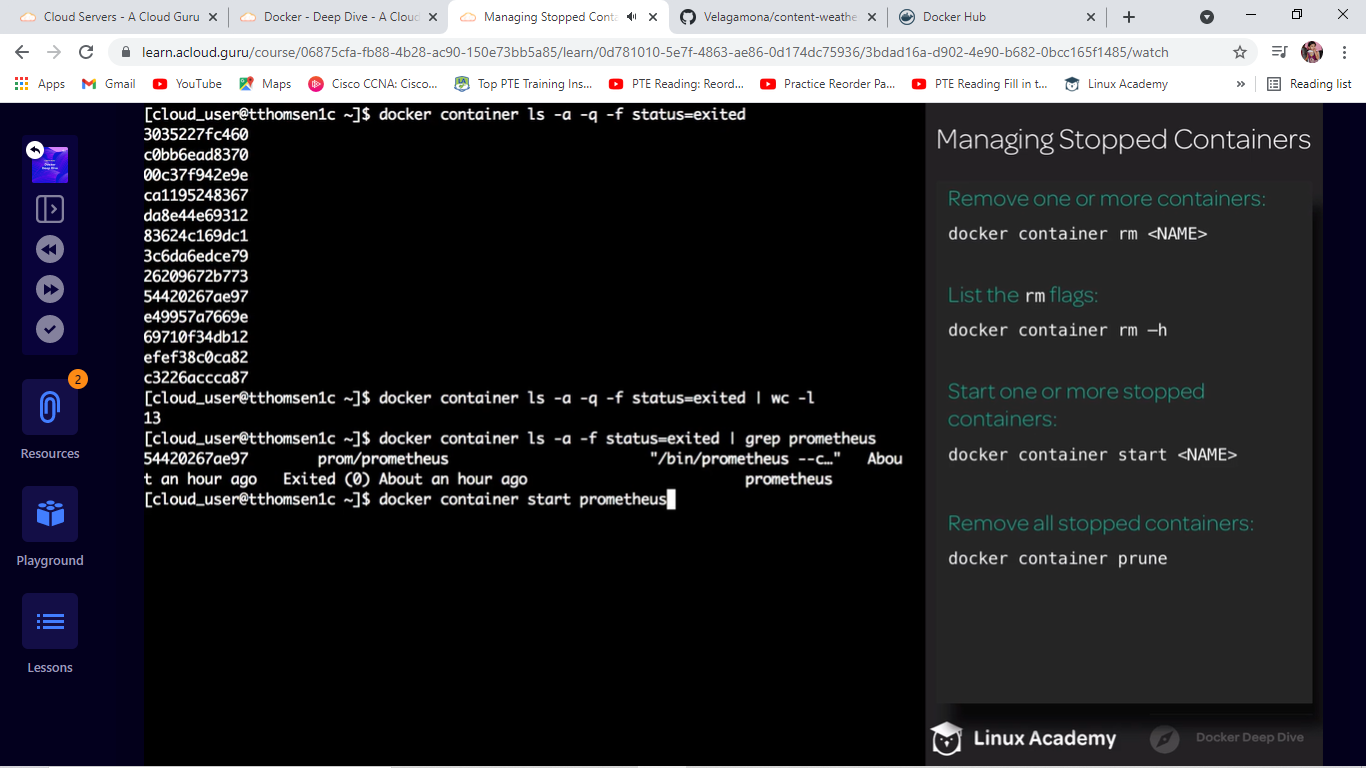 Cloud Servers - A Cloud Guru
Docker - Deep Dive - A Cloud
Managing Stopped Conta
Velagamona/content-weathe
Docker Hub
learn.acloud.guru/course/06875cfa-fb88-4b28-ac90-150e73bb5a85/learn/0d781010-5e7f-4863-ae86-0d174dc75936/3bdad16a-d902-4e90-b682-0bcc165f1485/watch
Apps
Gmail
YouTube
Maps
Cisco CCNA: Cisco...
Top PTE Training Ins...
PTE Reading: Reord...
Practice Reorder Pa...
PTE Reading Fill in t...
Linux Academy
»
Reading list
2
Resources
Playground
Lessons
[cloud_user@tthomsen1c ~]$ docker container ls -a -q -f status=exited
3035227fc460
c0bb6ead8370
00c37f942e9e
ca1195248367
da8e44e69312
83624c169dc1
3c6da6edce79
26209672b773
54420267ae97
e49957a7669e
69710f34db12
efef38c0ca82
c3226accca87
[cloud_user@tthomsen1c ~]$ docker container ls -a -q -f status=exited | wc -l
13
[cloud_user@tthomsen1c ~]$ docker container ls -a -f status=exited | grep prometheus
54420267ae97 prom/prometheus "/bin/prometheus --c…" Abou
t an hour ago Exited (0) About an hour ago prometheus
[cloud_user@tthomsen1c ~]$ docker container start prometheus
Managing Stopped Containers
Remove one or more containers:
docker container rm <NAME>
List the rm flags:
docker container rm –h
Start one or more stopped
containers:
docker container start <NAME>
Remove all stopped containers:
docker container prune
Linux Academy
Docker Deep Dive